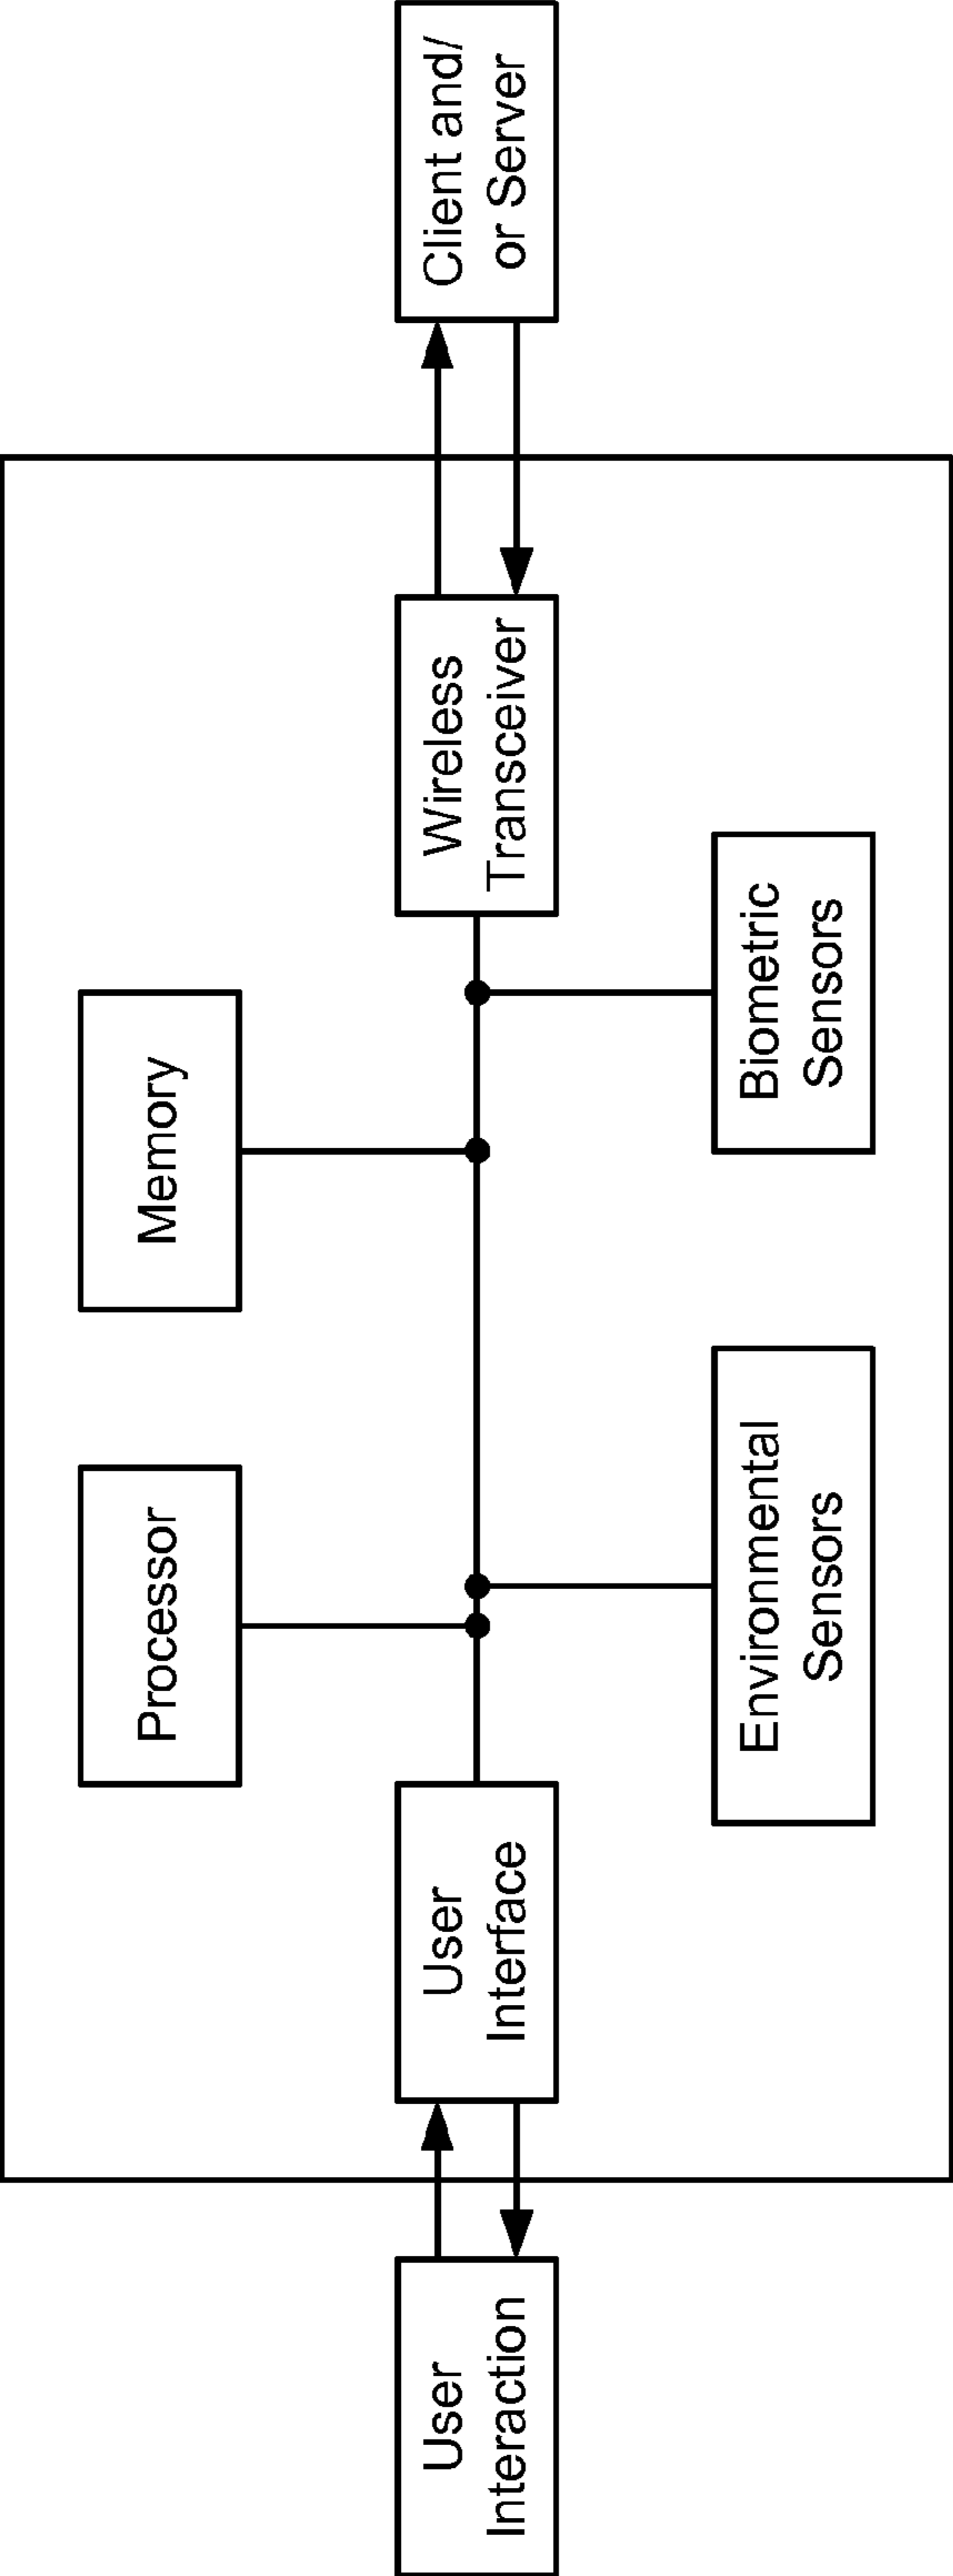 User
Interaction
User
Interface
Processor
Memory
Environmental
Sensors
Biometric
Sensors
Wireless
Transceiver
Client and/
or Server